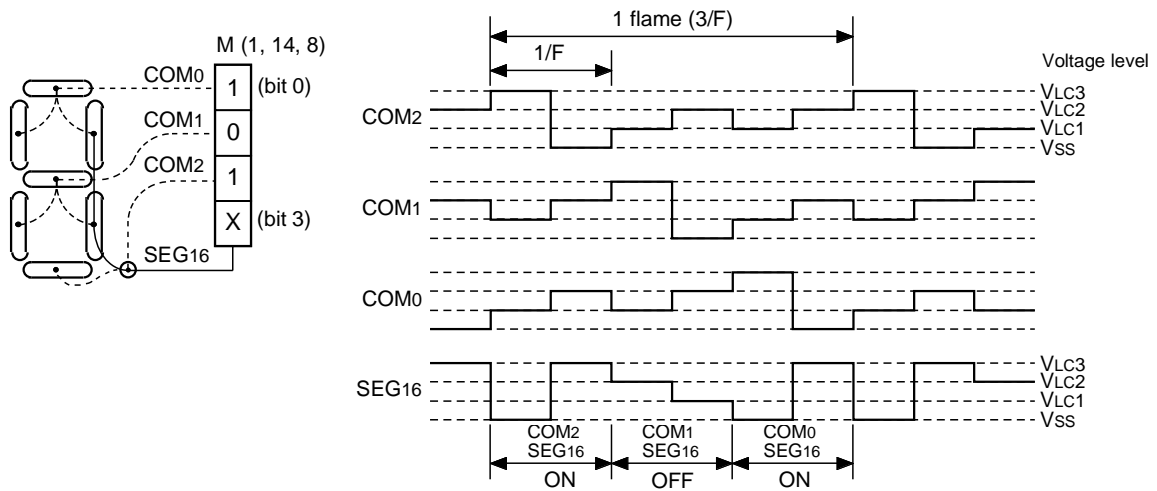 M (1, 14, 8)
COM0
1
(bit 0)
COM1
0
COM2
1
X
(bit 3)
SEG16
1 flame (3/F)
1/F
Voltage level
COM2
VLC3
VLC2
VLC1
VSS
COM1
COM0
SEG16
VLC3
VLC2
VLC1
VSS
COM2
SEG16
ON
COM1
SEG16
OFF
COM0
SEG16
ON